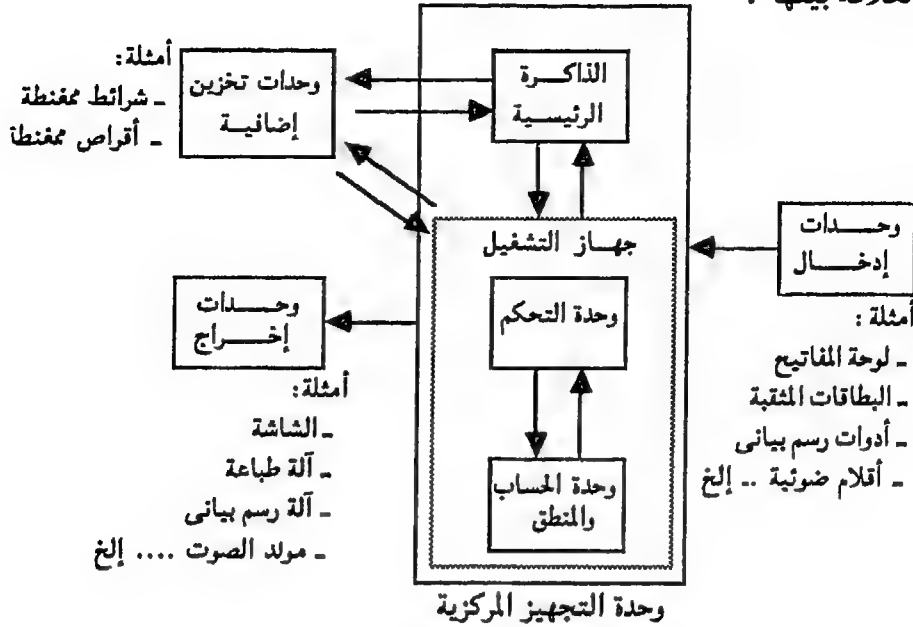 بينها
أمثلة:
ـ شرائط ممغنطة
ـ أقراص ممغنطة
وحدات تخزين
إضافية
الذاكرة
الرئيسية
جهاز التشغيل
وحدة التحكم
وحدة الحساب
والمنطق
وحدات
إدخال
أمثلة :
ـ لوحة المفاتيح
ـ البطاقات المثقبة
ـ أدوات رسم بيانى
ـ أقلام ضوئية .. إلخ
وحدات
إخراج
أمثلة:
ـ الشاشة
ـ آلة طباعة
ـ آلة رسم بيانى
ـ مولد الصوت .... إلخ
وحدة التجهيز المركزية